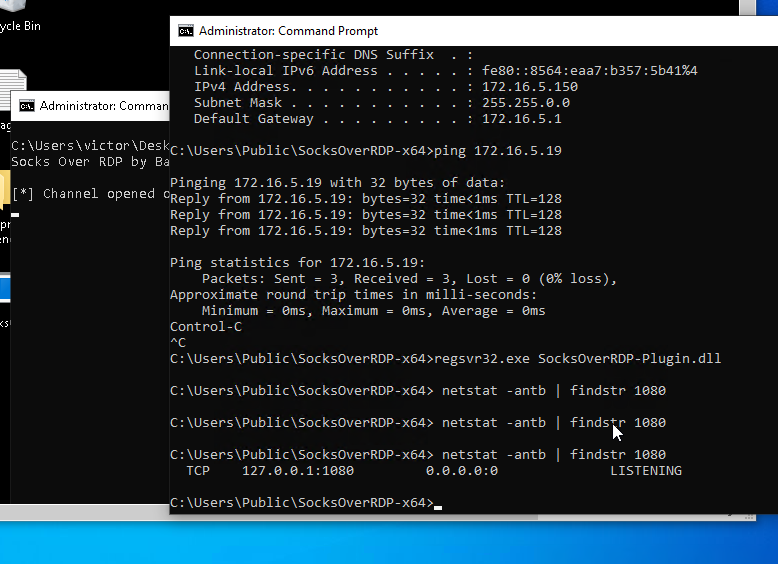 ycle Bin
Administrator: Command Prompt
Connection-specific DNS Suffix . :
Link-local IPv6 Address . . . . . : fe80::8564:eaa7:b357:5b41%4
IPv4 Address. . . . . . . . . . . : 172.16.5.150
Subnet Mask . . . . . . . . . . . : 255.255.0.0
Default Gateway . . . . . . . . . : 172.16.5.1
C:\Users\Public\SocksOverRDP-x64>ping 172.16.5.19
Pinging 172.16.5.19 with 32 bytes of data:
Reply from 172.16.5.19: bytes=32 time<1ms TTL=128
Reply from 172.16.5.19: bytes=32 time<1ms TTL=128
Reply from 172.16.5.19: bytes=32 time<1ms TTL=128
Ping statistics for 172.16.5.19:
Packets: Sent = 3, Received = 3, Lost = 0 (0% loss),
Approximate round trip times in milli-seconds:
Minimum = 0ms, Maximum = 0ms, Average = 0ms
Control-C
^C
C:\Users\Public\SocksOverRDP-x64>regsvr32.exe SocksOverRDP-Plugin.dll
C:\Users\Public\SocksOverRDP-x64> netstat -antb | findstr 1080
C:\Users\Public\SocksOverRDP-x64> netstat -antb | findstr 1080
C:\Users\Public\SocksOverRDP-x64> netstat -antb | findstr 1080
TCP 127.0.0.1:1080 0.0.0.0:0 LISTENING
C:\Users\Public\SocksOverRDP-x64>
Administrator: Comman
C:\Users\victor\Desk
Socks Over RDP by Ba
[*] Channel opened o